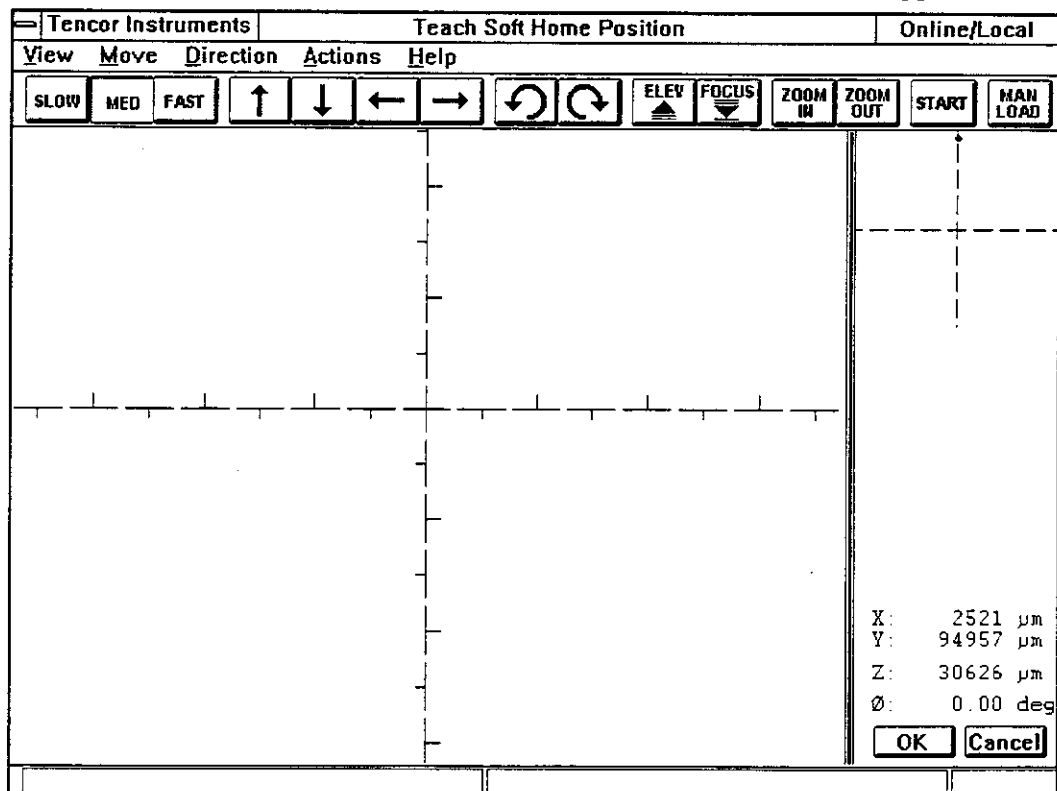 Tencor Instruments Teach Soft Home Position Online/Local
View Move Direction Actions Help
SLOW MED FAST ELEV FOCUS ZOOM IN ZOOM OUT START MAN LOAD
X: 2521 µm
Y: 94957 µm
Z: 30626 µm
Ø: 0.00 deg
OK Cancel